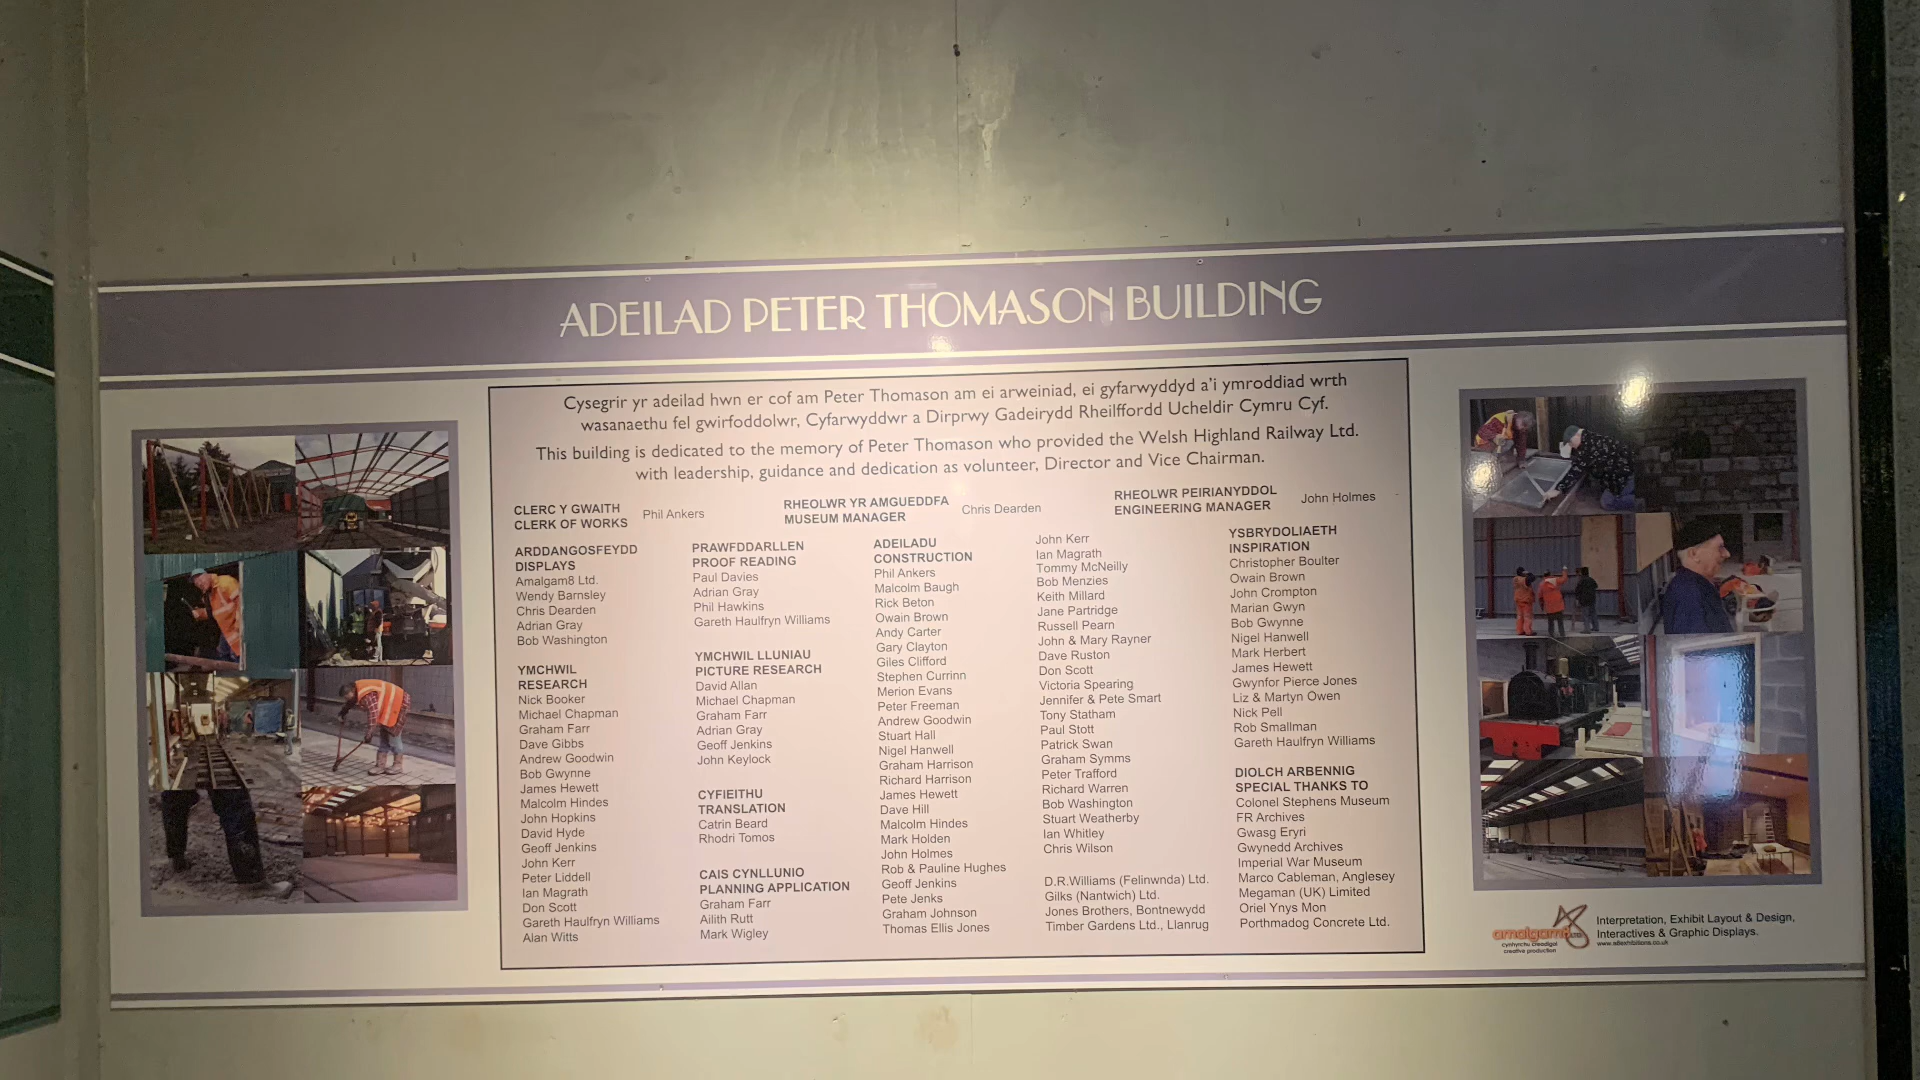 ADEILAD PETER THOMASON BUILDING
Cysegrir yr adeilad hwn er cof am Peter Thomason am ei arweiniad, ei gyfarwyddyd a'i ymroddiad wrth
wasanaethu fel gwirfoddolwr, Cyfarwyddwr a Dirprwy Gadeirydd Rheilffordd Ucheldir Cymru Cyf.
This building is dedicated to the memory of Peter Thomason who provided the Welsh Highland Railway Ltd.
with leadership, guidance and dedication as volunteer, Director and Vice Chairman.
CLERC Y GWAITH
CLERK OF WORKS
Phil Ankers
RHEOLWR YR AMGUEDDFA
MUSEUM MANAGER
Chris Dearden
RHEOLWR PEIRIANYDDOL
ENGINEERING MANAGER
John Holmes
ARDDANGOSFEYDD
DISPLAYS
Amalgam8 Ltd.
Wendy Barnsley
Chris Dearden
Adrian Gray
Bob Washington
YMCHWIL
RESEARCH
Nick Booker
Michael Chapman
Graham Farr
Dave Gibbs
Andrew Goodwin
Bob Gwynne
James Hewett
Malcolm Hindes
John Hopkins
David Hyde
Geoff Jenkins
John Kerr
Peter Liddell
Ian Magrath
Don Scott
Gareth Haulfryn Williams
Alan Witts
PRAWFDDARLLEN
PROOF READING
Paul Davies
Adrian Gray
Phil Hawkins
Gareth Haulfryn Williams
YMCHWIL LLUNIAU
PICTURE RESEARCH
David Allan
Michael Chapman
Graham Farr
Adrian Gray
Geoff Jenkins
John Keylock
CYFIEITHU
TRANSLATION
Catrin Beard
Rhodri Tomos
CAIS CYNLLUNIO
PLANNING APPLICATION
Graham Farr
Ailith Rutt
Mark Wigley
ADEILADU
CONSTRUCTION
Phil Ankers
Malcolm Baugh
Rick Beton
Owain Brown
Andy Carter
Gary Clayton
Giles Clifford
Stephen Currinn
Merion Evans
Peter Freeman
Andrew Goodwin
Stuart Hall
Nigel Hanwell
Graham Harrison
Richard Harrison
James Hewett
Dave Hill
Malcolm Hindes
Mark Holden
John Holmes
Rob & Pauline Hughes
Geoff Jenkins
Pete Jenks
Graham Johnson
Thomas Ellis Jones
John Kerr
Ian Magrath
Tommy McNeilly
Bob Menzies
Keith Millard
Jane Partridge
Russell Pearn
John & Mary Rayner
Dave Ruston
Don Scott
Victoria Spearing
Jennifer & Pete Smart
Tony Statham
Paul Stott
Patrick Swan
Graham Symms
Peter Trafford
Richard Warren
Bob Washington
Stuart Weatherby
Ian Whitley
Chris Wilson
D.R.Williams (Felinwnda) Ltd.
Gilks (Nantwich) Ltd.
Jones Brothers, Bontnewydd
Timber Gardens Ltd., Llanrug
YSBRYDOLIAETH
INSPIRATION
Christopher Boulter
Owain Brown
John Crompton
Marian Gwyn
Bob Gwynne
Nigel Hanwell
Mark Herbert
James Hewett
Gwynfor Pierce Jones
Liz & Martyn Owen
Nick Pell
Rob Smallman
Gareth Haulfryn Williams
DIOLCH ARBENNIG
SPECIAL THANKS TO
Colonel Stephens Museum
FR Archives
Gwasg Eryri
Gwynedd Archives
Imperial War Museum
Marco Cableman, Anglesey
Megaman (UK) Limited
Oriel Ynys Mon
Porthmadog Concrete Ltd.
amalgam8 LTD
cynhyrchu creadigol
creative production
Interpretation, Exhibit Layout & Design,
Interactives & Graphic Displays.
www.a8exhibitions.co.uk